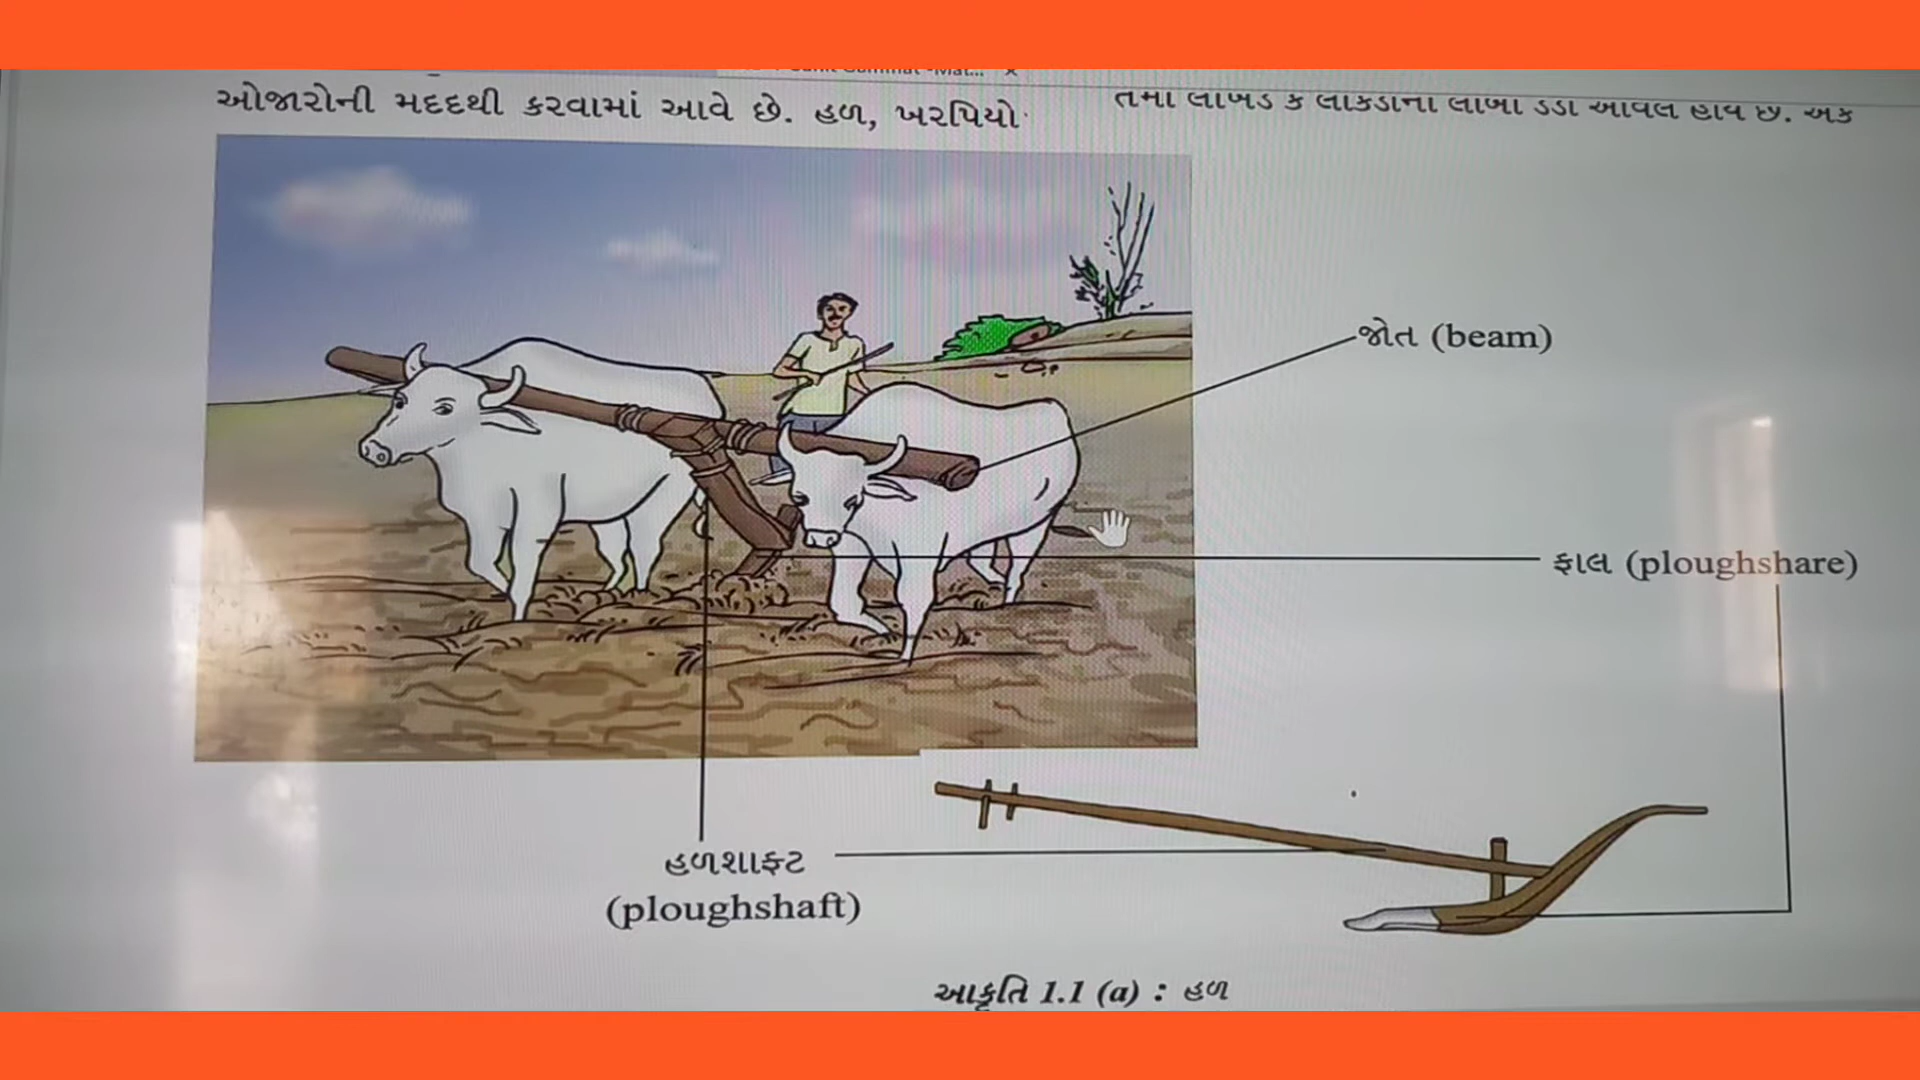 ઓજારોની મદદથી કરવામાં આવે છે. હળ, ખરપિયો
જોત (beam)
ફાલ (ploughshare)
હળશાફ્ટ
(ploughshaft)
આકૃતિ 1.1 (a) : હળ